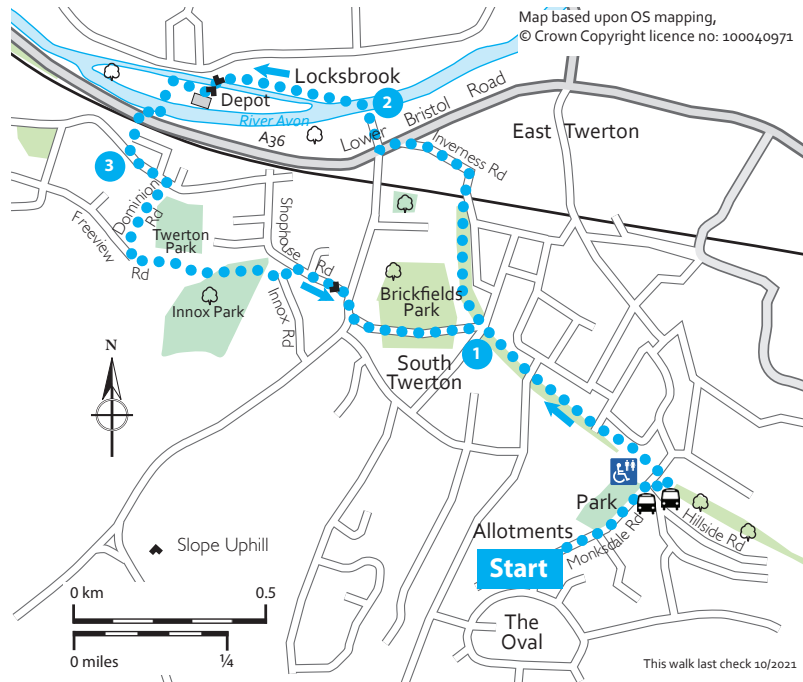 Map based upon OS mapping,
© Crown Copyright licence no: 100040971
Locksbrook
Depot
2
River Avon
A36
Lower Bristol Road
East Twerton
Inverness Rd
3
Dominion
Rd
Freeview
Rd
Twerton
Park
Shophouse
Rd
Innox Park
Innox Rd
Brickfields
Park
1
South
Twerton
N
Park
Hillside Rd
Allotments
Monksdale Rd
Start
Slope Uphill
The
Oval
0 km 0.5
0 miles ¼
This walk last check 10/2021